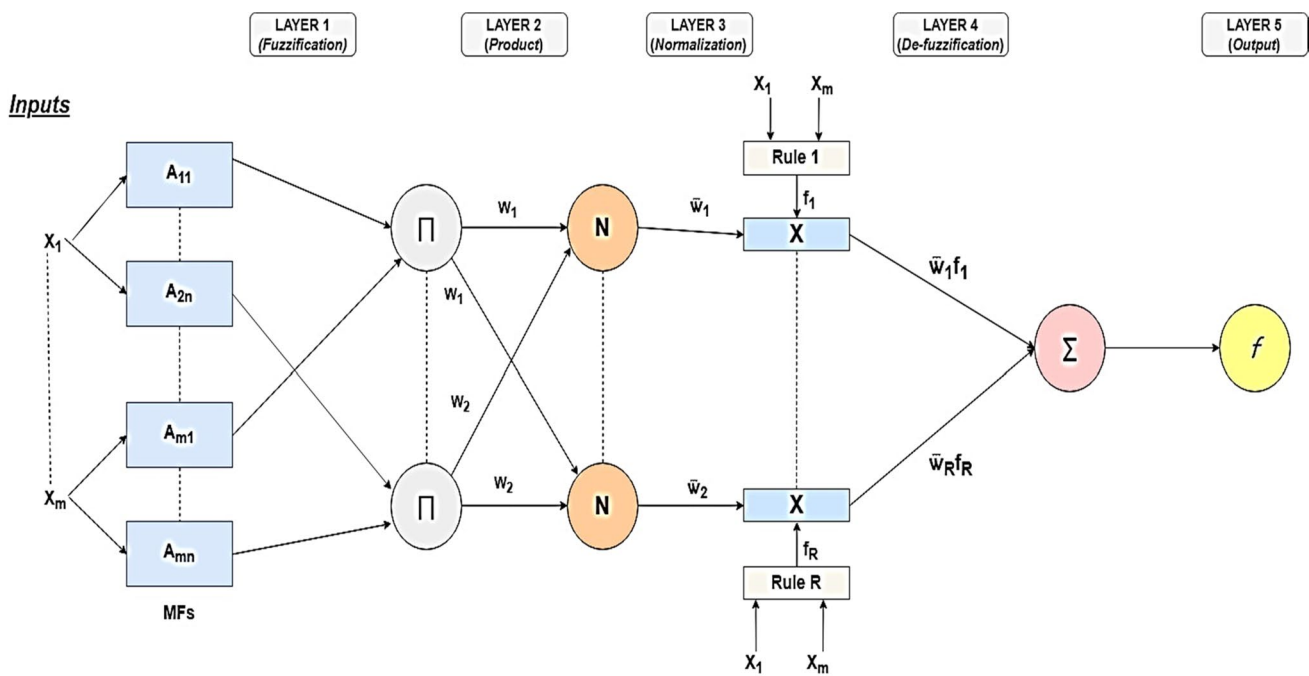 LAYER 1
(Fuzzification)
LAYER 2
(Product)
LAYER 3
(Normalization)
LAYER 4
(De-fuzzification)
LAYER 5
(Output)
Inputs
X₁ Xₘ
Rule 1
f₁
A₁₁
X₁
A₂ₙ
Aₘ₁
Xₘ
Aₘₙ
MFs
∏
∏
w₁
w₁
w₂
w₂
N
N
w̄₁
w̄₂
X
X
w̄₁f₁
w̄_Rf_R
Σ
f
f_R
Rule R
X₁ Xₘ